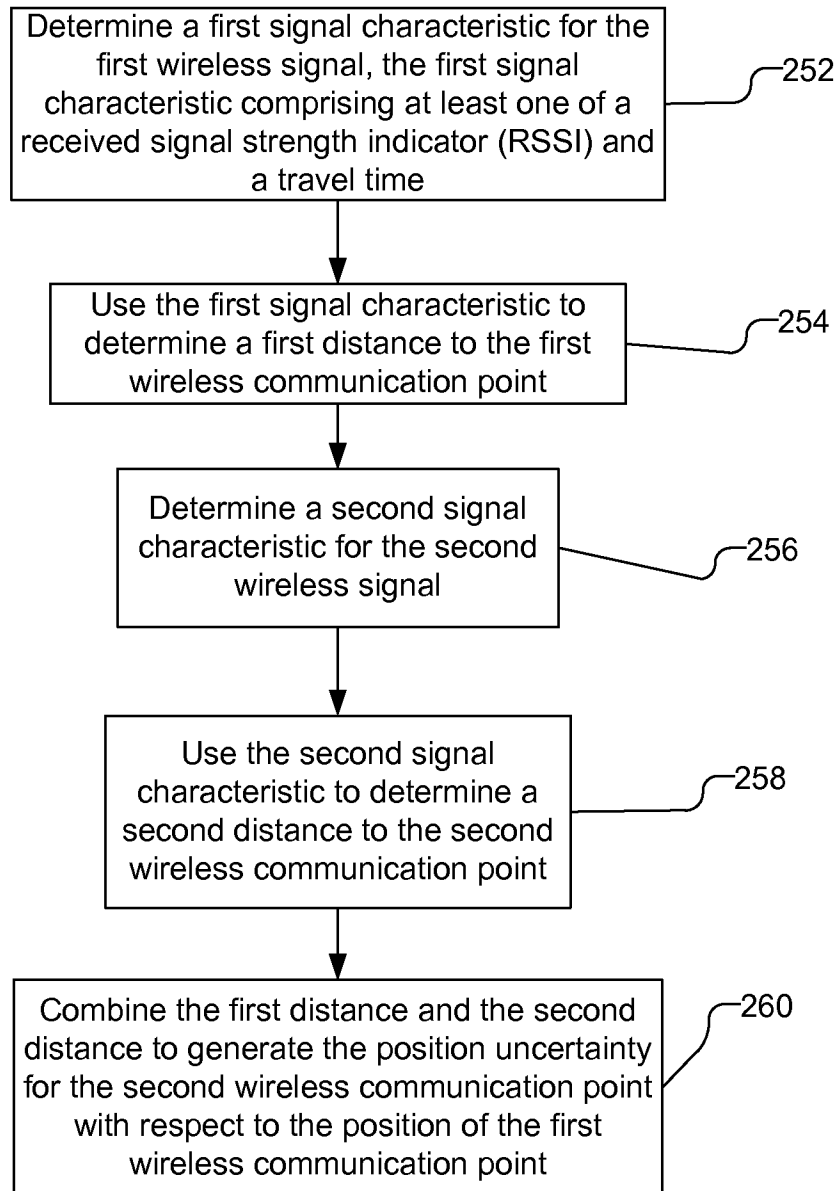 Determine a first signal characteristic for the
first wireless signal, the first signal
characteristic comprising at least one of a
received signal strength indicator (RSSI) and
a travel time
252
Use the first signal characteristic to
determine a first distance to the first
wireless communication point
254
Determine a second signal
characteristic for the second
wireless signal
256
Use the second signal
characteristic to determine a
second distance to the second
wireless communication point
258
Combine the first distance and the second
distance to generate the position uncertainty
for the second wireless communication point
with respect to the position of the first
wireless communication point
260